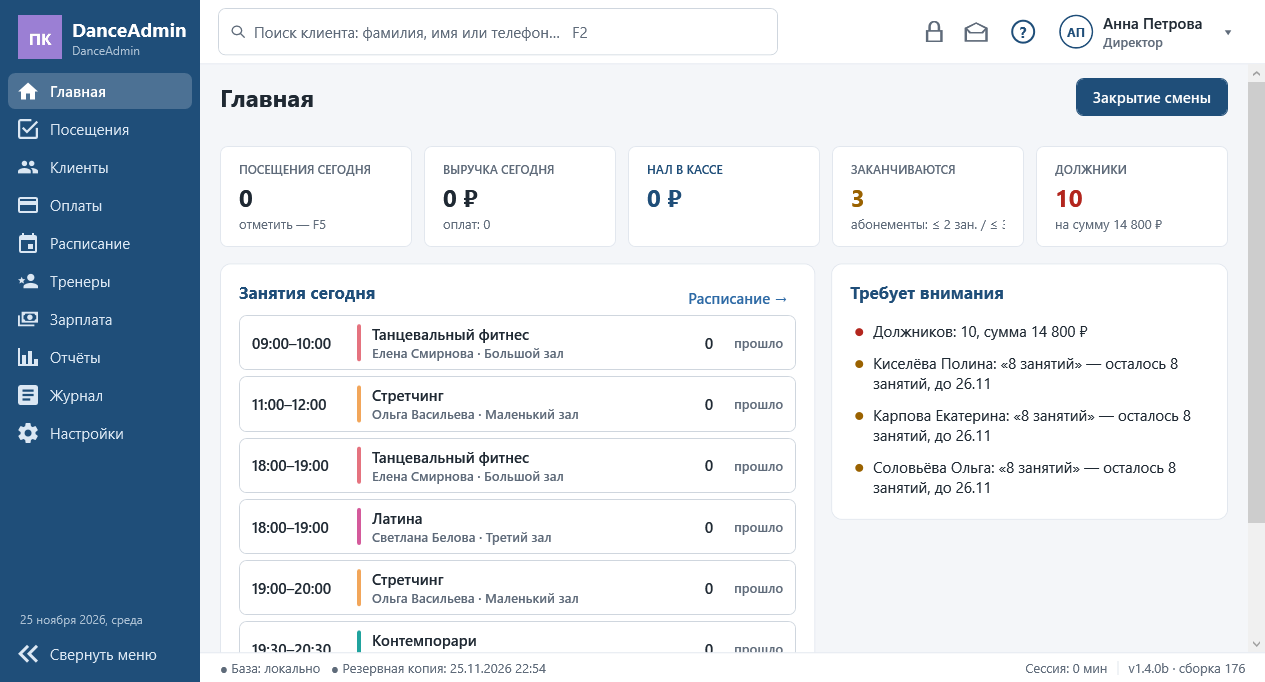 ПК
DanceAdmin
DanceAdmin
Главная
Посещения
Клиенты
Оплаты
Расписание
Тренеры
Зарплата
Отчёты
Журнал
Настройки
25 ноября 2026, среда
Свернуть меню
Поиск клиента: фамилия, имя или телефон... F2
?
АП
Анна Петрова
Директор
Главная
Закрытие смены
ПОСЕЩЕНИЯ СЕГОДНЯ
0
отметить — F5
ВЫРУЧКА СЕГОДНЯ
0 ₽
оплат: 0
НАЛ В КАССЕ
0 ₽
ЗАКАНЧИВАЮТСЯ
3
абонементы: ≤ 2 зан. / ≤
ДОЛЖНИКИ
10
на сумму 14 800 ₽
Занятия сегодня
Расписание →
09:00–10:00 Танцевальный фитнес 0 прошло
Елена Смирнова · Большой зал
11:00–12:00 Стретчинг 0 прошло
Ольга Васильева · Маленький зал
18:00–19:00 Танцевальный фитнес 0 прошло
Елена Смирнова · Большой зал
18:00–19:00 Латина 0 прошло
Светлана Белова · Третий зал
19:00–20:00 Стретчинг 0 прошло
Ольга Васильева · Маленький зал
19:30–20:30 Контемпорари 0 прошло
Требует внимания
Должников: 10, сумма 14 800 ₽
Киселёва Полина: «8 занятий» — осталось 8
занятий, до 26.11
Карпова Екатерина: «8 занятий» — осталось 8
занятий, до 26.11
Соловьёва Ольга: «8 занятий» — осталось 8
занятий, до 26.11
● База: локально ● Резервная копия: 25.11.2026 22:54
Сессия: 0 мин v1.4.0b · сборка 176